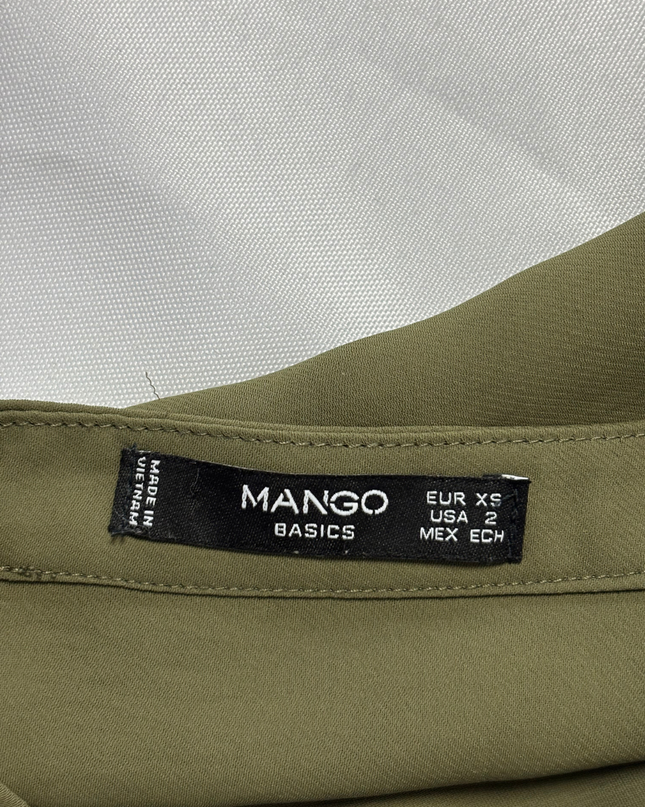 MADE IN
VIETNAM
MANGO
BASICS
EUR XS
USA 2
MEX ECH